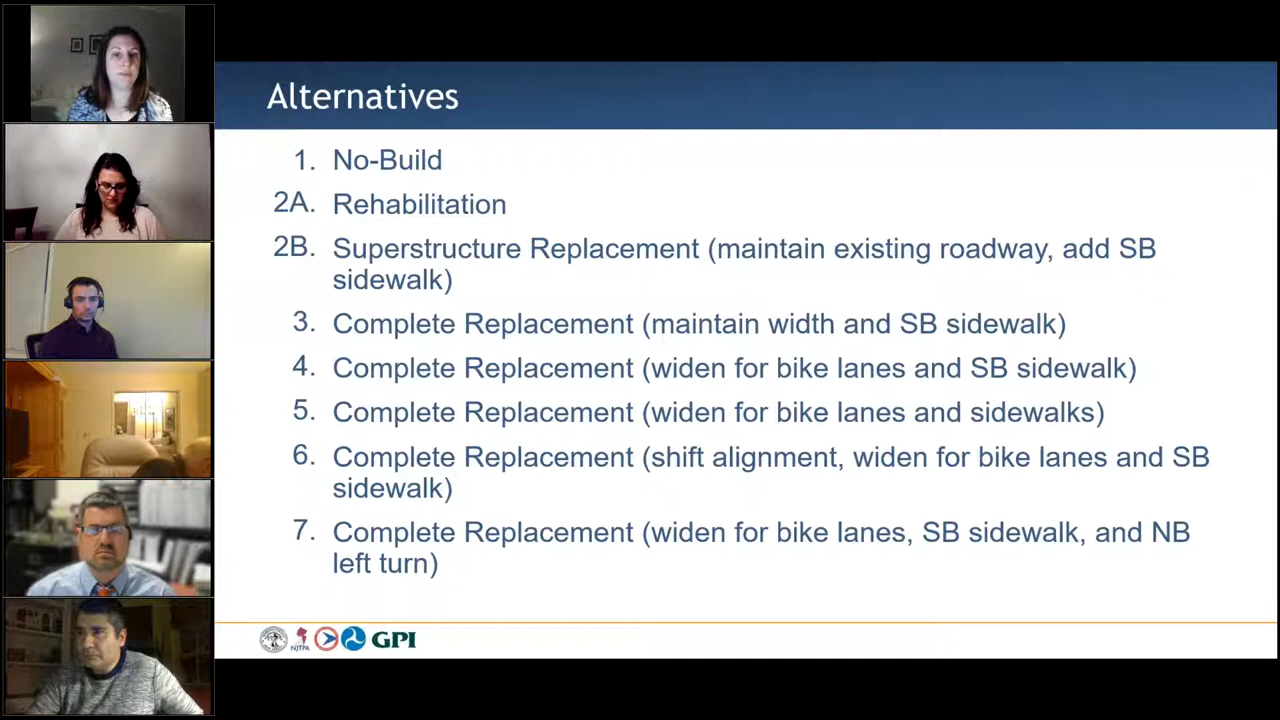 Alternatives
1. No-Build
2A. Rehabilitation
2B. Superstructure Replacement (maintain existing roadway, add SB
sidewalk)
3. Complete Replacement (maintain width and SB sidewalk)
4. Complete Replacement (widen for bike lanes and SB sidewalk)
5. Complete Replacement (widen for bike lanes and sidewalks)
6. Complete Replacement (shift alignment, widen for bike lanes and SB
sidewalk)
7. Complete Replacement (widen for bike lanes, SB sidewalk, and NB
left turn)
NJTPA GPI